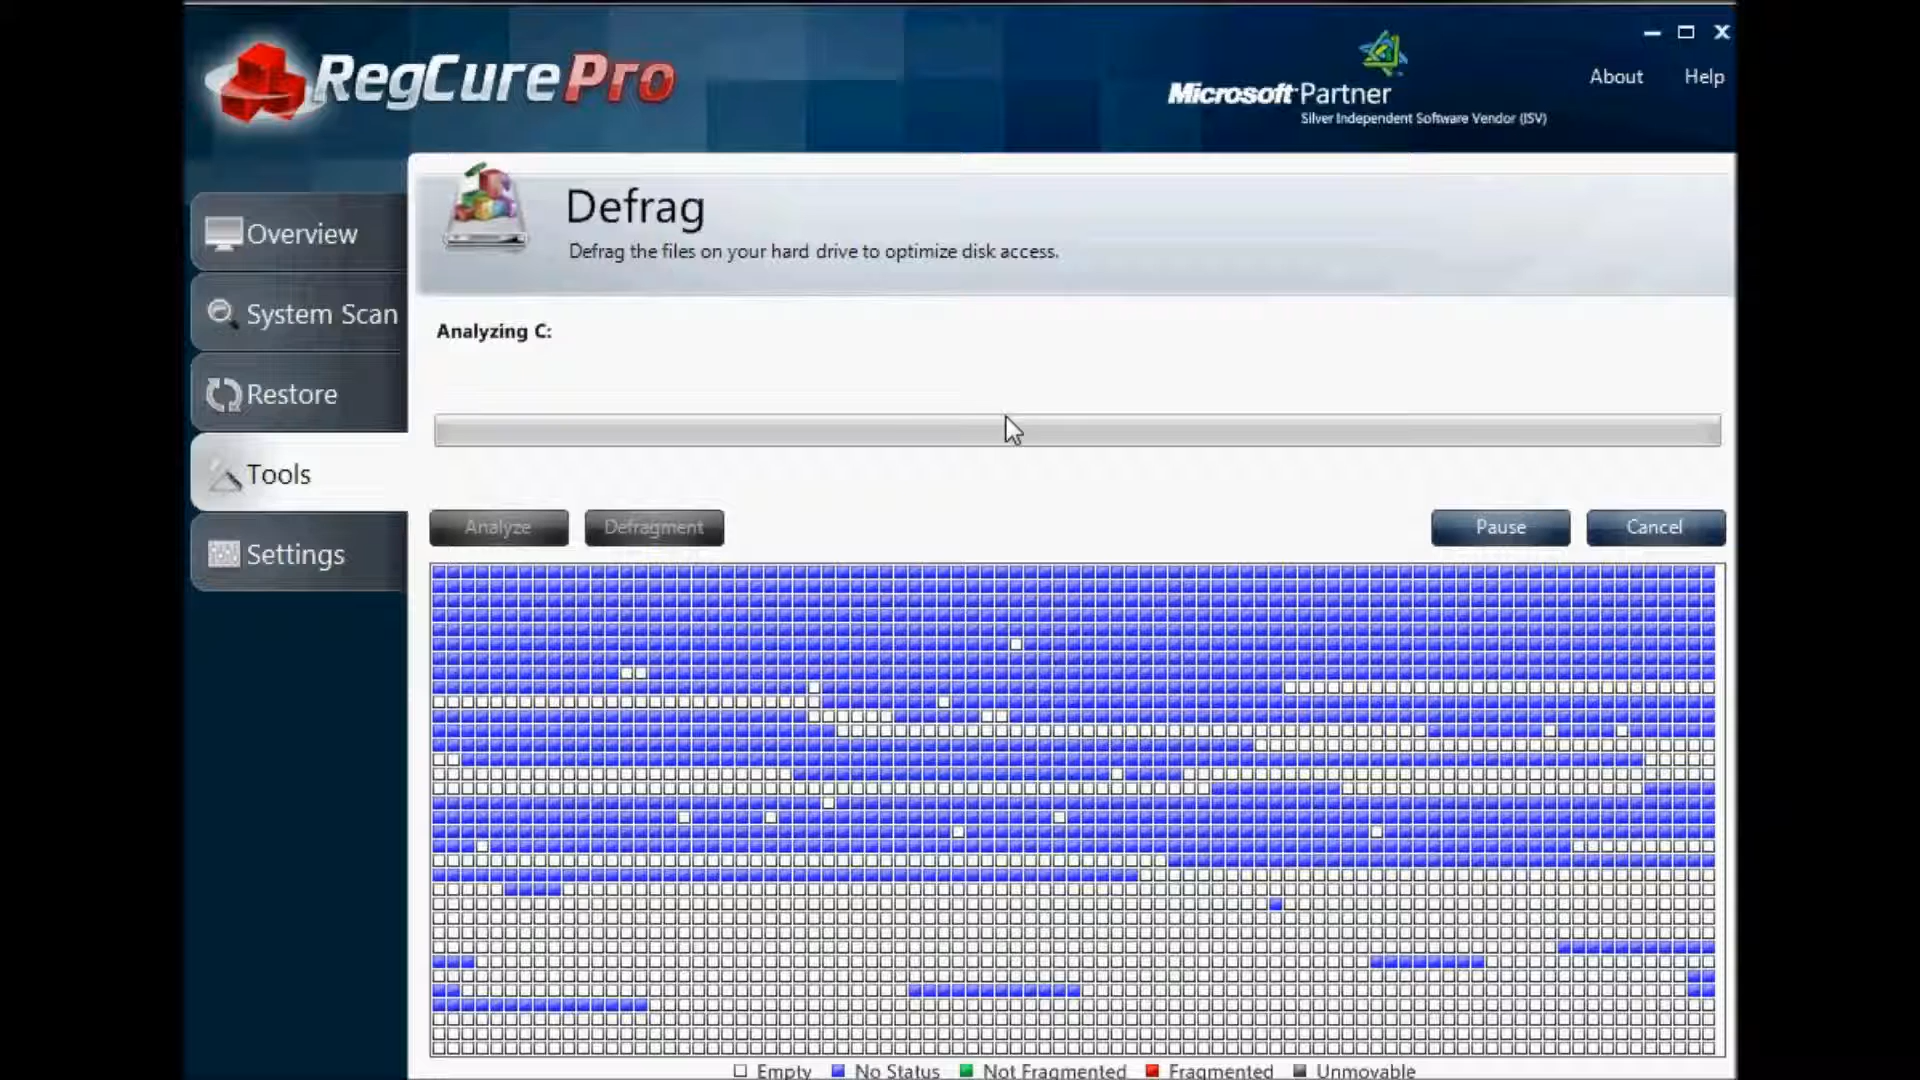 RegCure Pro
Microsoft Partner
Silver Independent Software Vendor (ISV)
About Help
Overview
System Scan
Restore
Tools
Settings
Defrag
Defrag the files on your hard drive to optimize disk access.
Analyzing C:
Analyze Defragment Pause Cancel
Empty No Status Not Fragmented Fragmented Unmovable